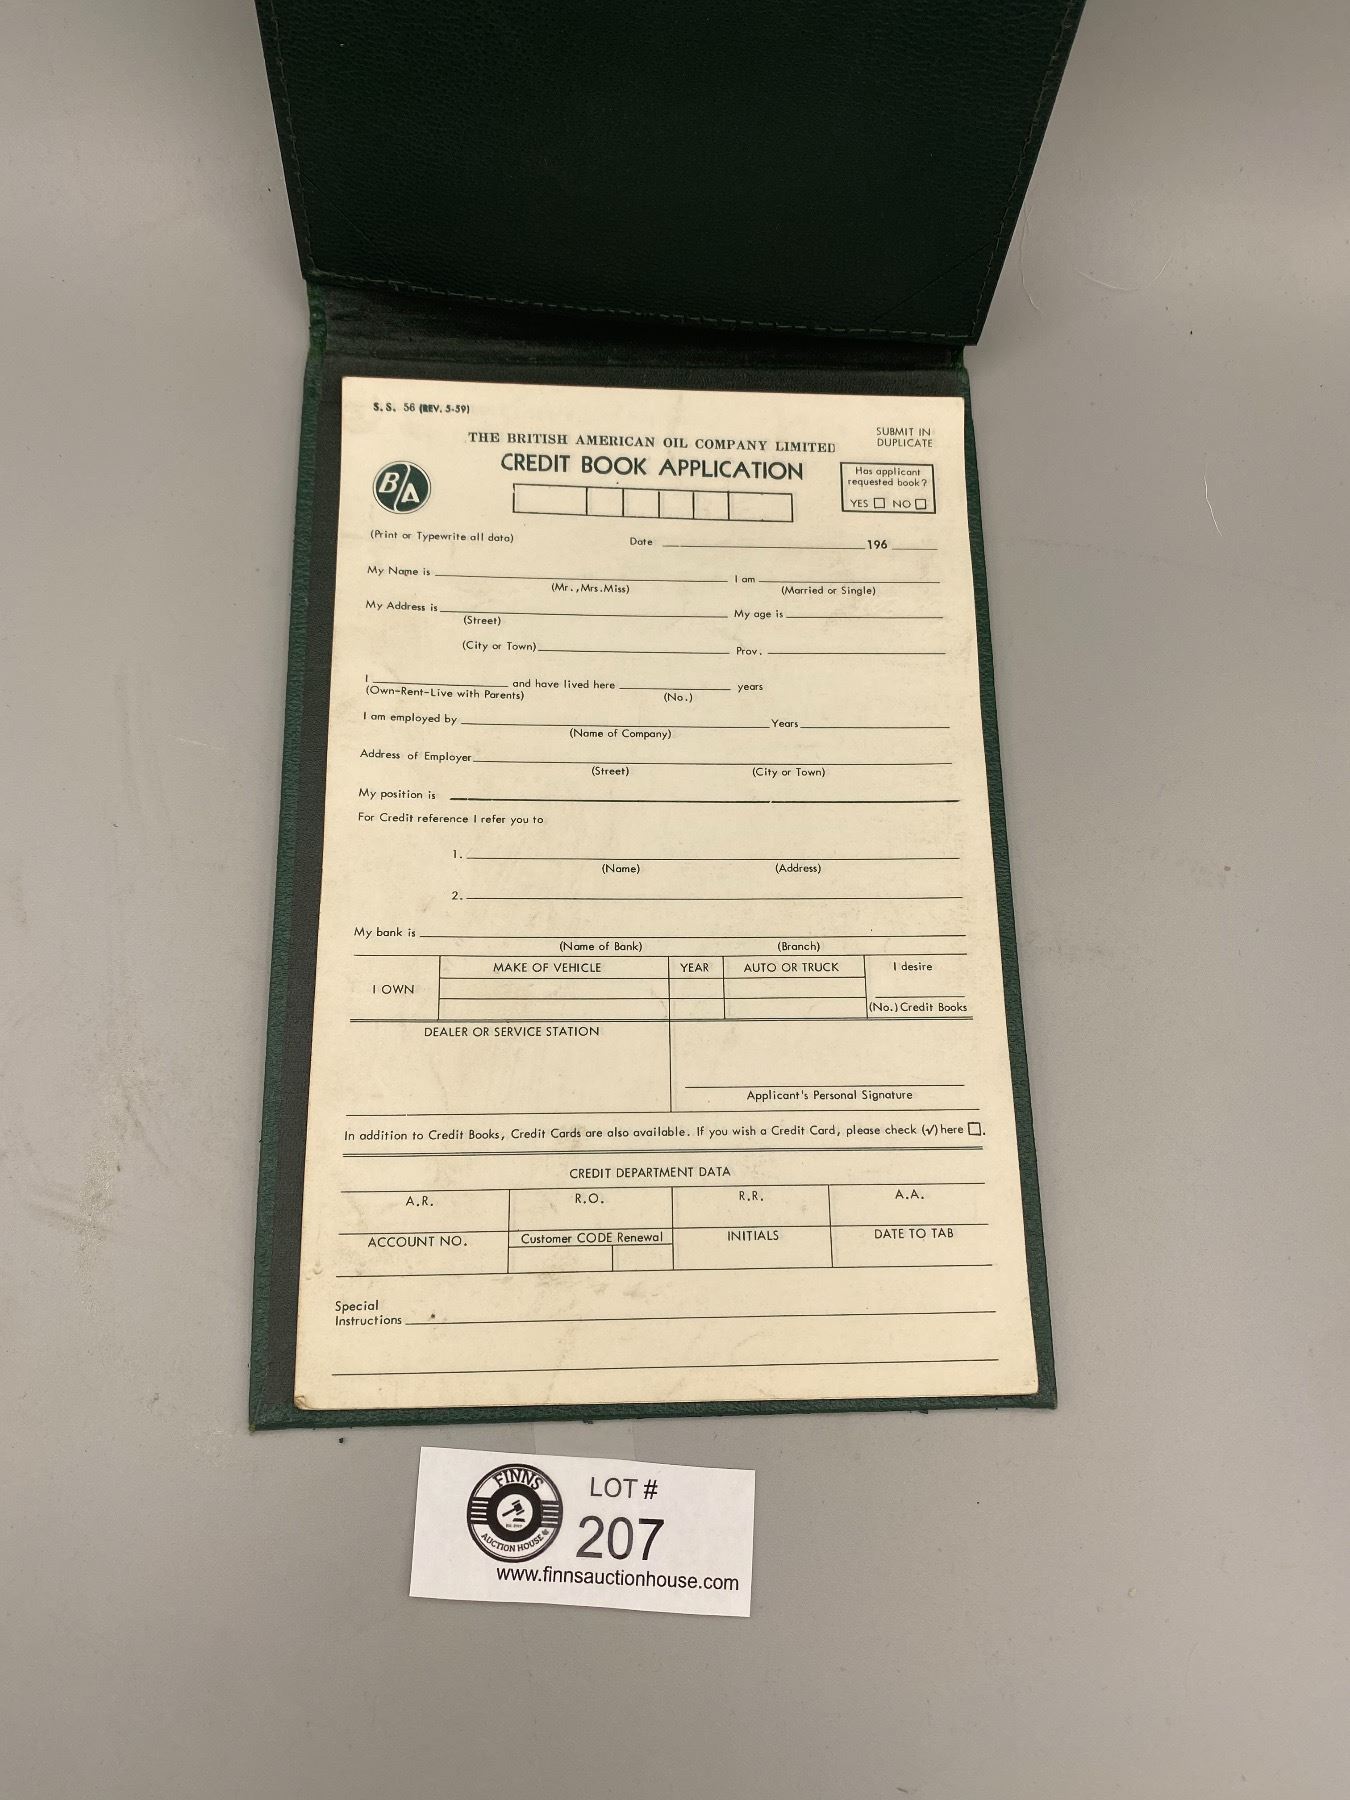 S. S. 56 (REV. 5-59)
SUBMIT IN
DUPLICATE
THE BRITISH AMERICAN OIL COMPANY LIMITED
CREDIT BOOK APPLICATION
B/A
Has applicant
requested book?
YES □ NO □
(Print or Typewrite all data)
Date 196
My Name is I am
(Mr.,Mrs.Miss) (Married or Single)
My Address is My age is
(Street)
(City or Town) Prov.
I and have lived here years
(Own-Rent-Live with Parents) (No.)
I am employed by Years
(Name of Company)
Address of Employer
(Street) (City or Town)
My position is
For Credit reference I refer you to
1.
(Name) (Address)
2.
My bank is
(Name of Bank) (Branch)
I OWN MAKE OF VEHICLE YEAR AUTO OR TRUCK I desire
(No.) Credit Books
DEALER OR SERVICE STATION
Applicant's Personal Signature
In addition to Credit Books, Credit Cards are also available. If you wish a Credit Card, please check (√) here □.
CREDIT DEPARTMENT DATA
A.R. R.O. R.R. A.A.
ACCOUNT NO. Customer CODE Renewal INITIALS DATE TO TAB
Special
Instructions
FINNS
AUCTION HOUSE
LOT #
207
www.finnsauctionhouse.com